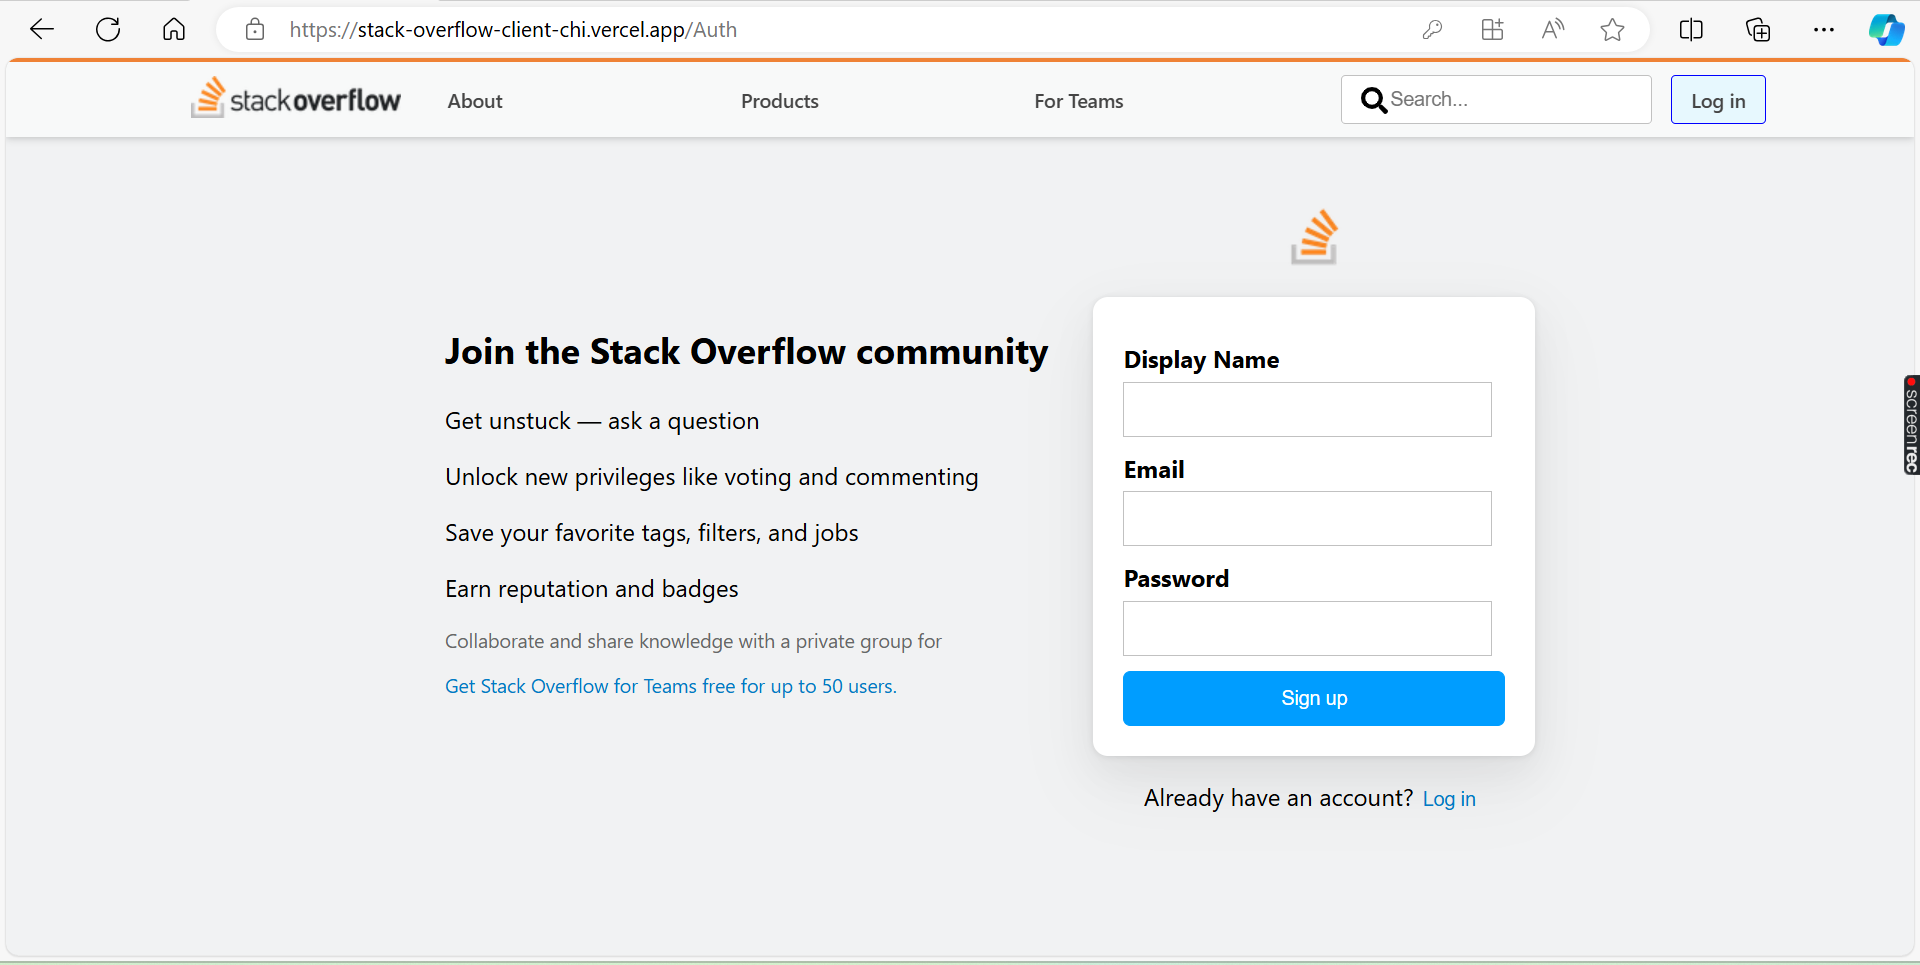 https://stack-overflow-client-chi.vercel.app/Auth
stackoverflow
About
Products
For Teams
Search...
Log in
Join the Stack Overflow community
Get unstuck — ask a question
Unlock new privileges like voting and commenting
Save your favorite tags, filters, and jobs
Earn reputation and badges
Collaborate and share knowledge with a private group for
Get Stack Overflow for Teams free for up to 50 users.
Display Name
Email
Password
Sign up
Already have an account? Log in
screenrec